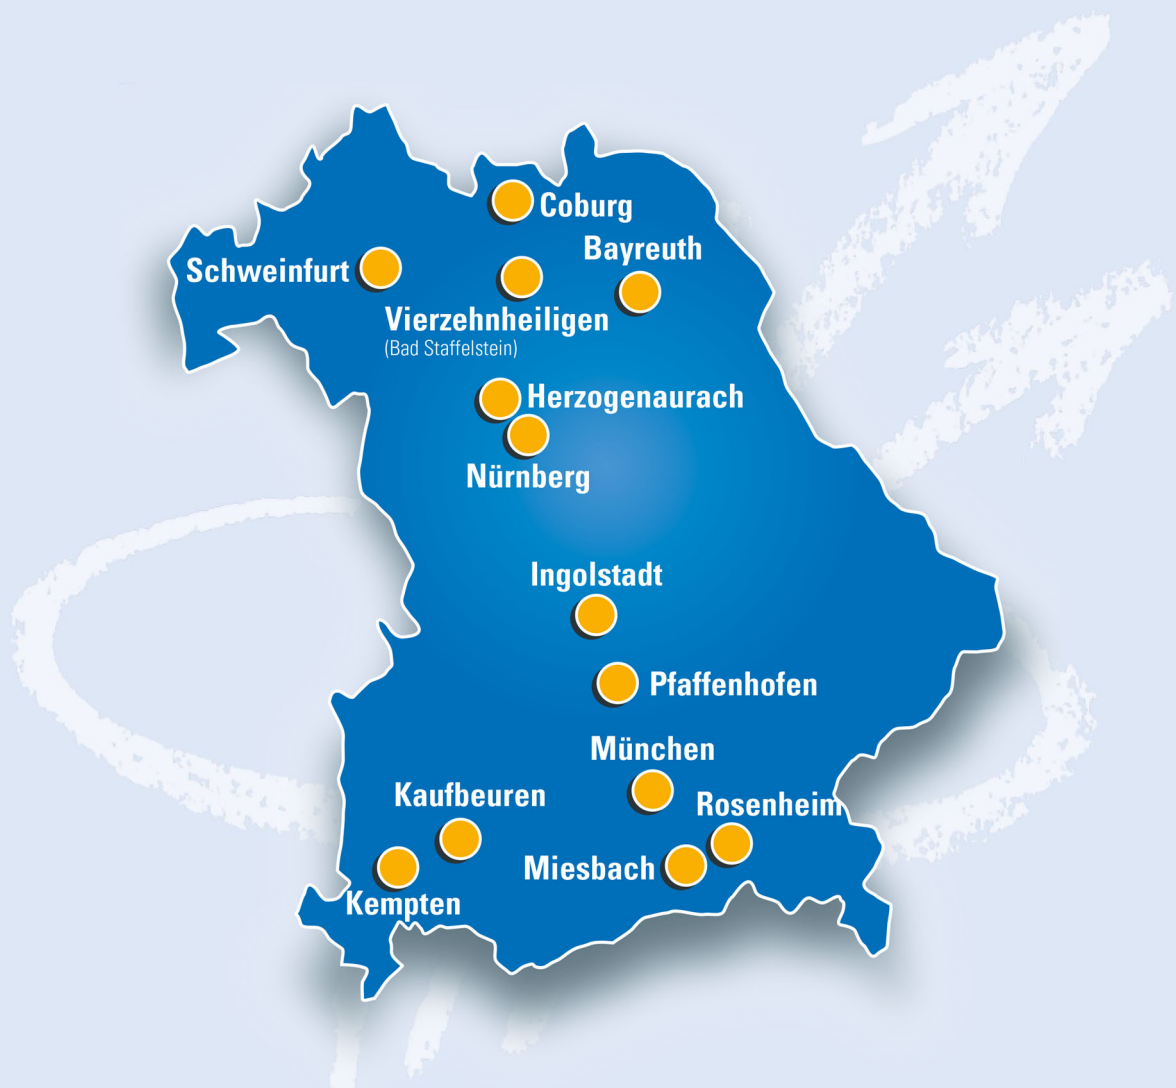 Coburg
Bayreuth
Schweinfurt
Vierzehnheiligen
(Bad Staffelstein)
Herzogenaurach
Nürnberg
Ingolstadt
Pfaffenhofen
München
Kaufbeuren
Rosenheim
Miesbach
Kempten